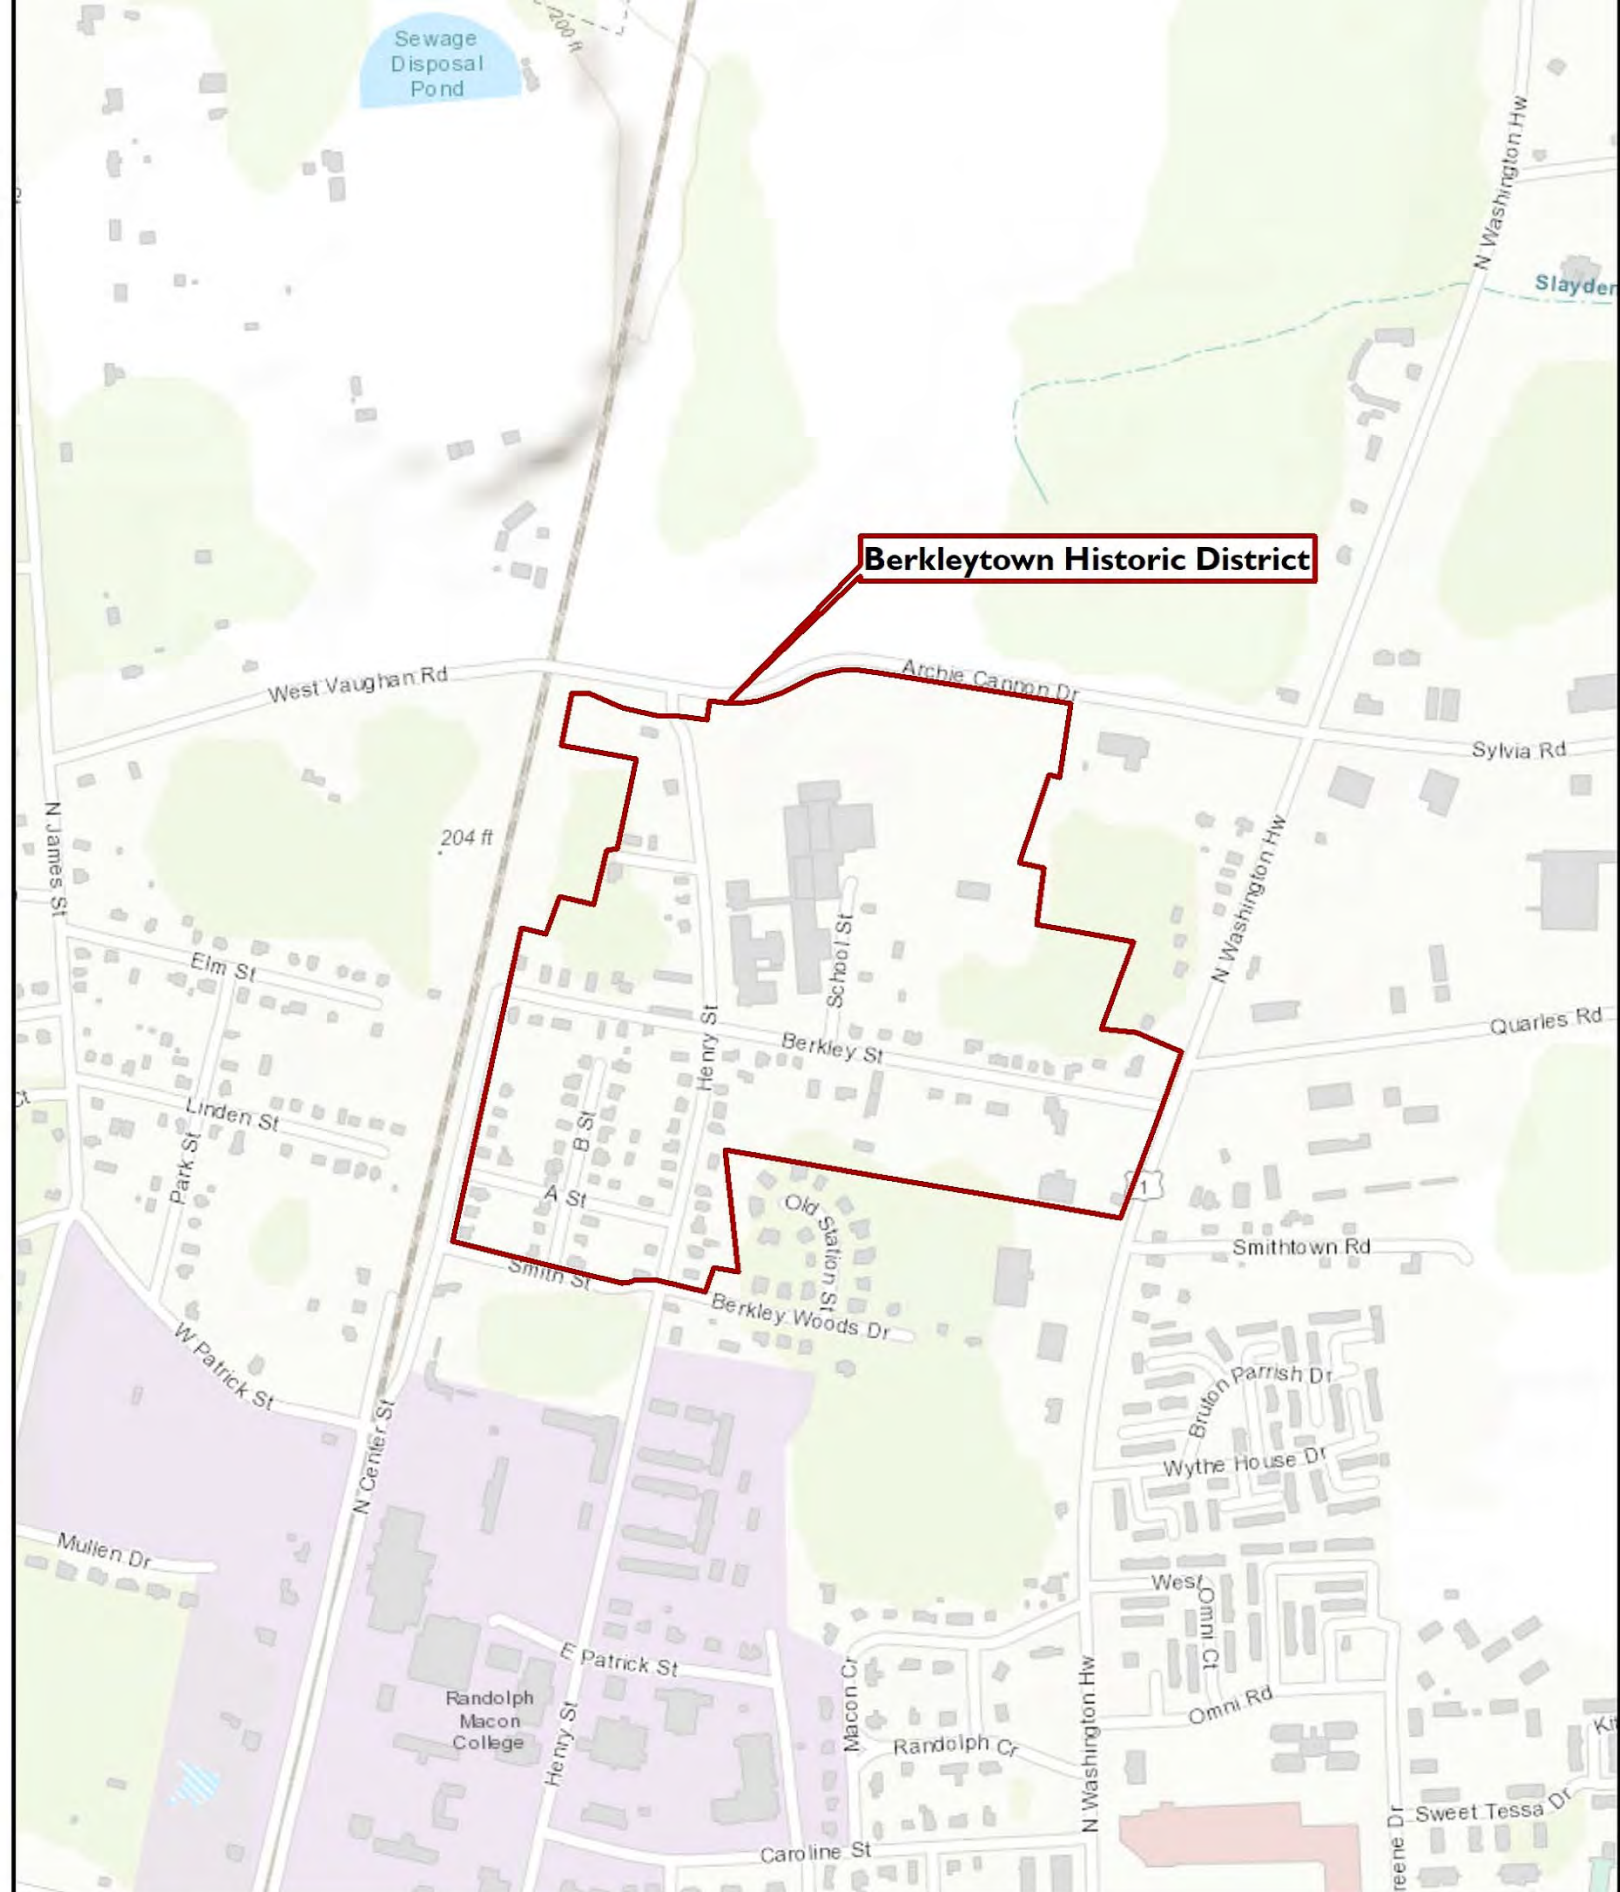 200 ft
Sewage
Disposal
Pond
N Washington Hw
Slayden
Berkleytown Historic District
West Vaughan Rd
Archie Cannon Dr
Sylvia Rd
N James St
204 ft
N Washington Hw
Elm St
School St
Henry St
Berkley St
Quarles Rd
Ct
Linden St
Park St
B St
A St
1
Old Station St
Smithtown Rd
Smith St
Berkley Woods Dr
W Patrick St
Bruton Parrish Dr
Wythe House Dr
N Center St
Mullen Dr
West
Omni Ct
E Patrick St
Randolph
Macon
College
Henry St
Macon Cr
Randolph Cr
N Washington Hw
Omni Rd
Kit
Sweet Tessa Dr
reene Dr
Caroline St